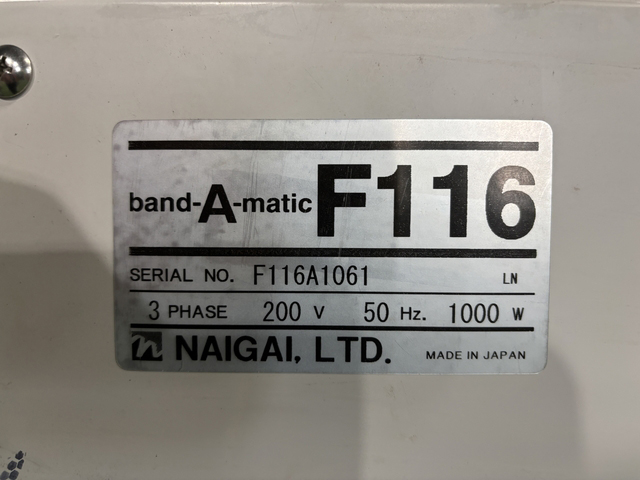 band-A-matic F116
SERIAL NO. F116A1061 LN
3 PHASE 200 V 50 Hz. 1000 W
n NAIGAI, LTD. MADE IN JAPAN